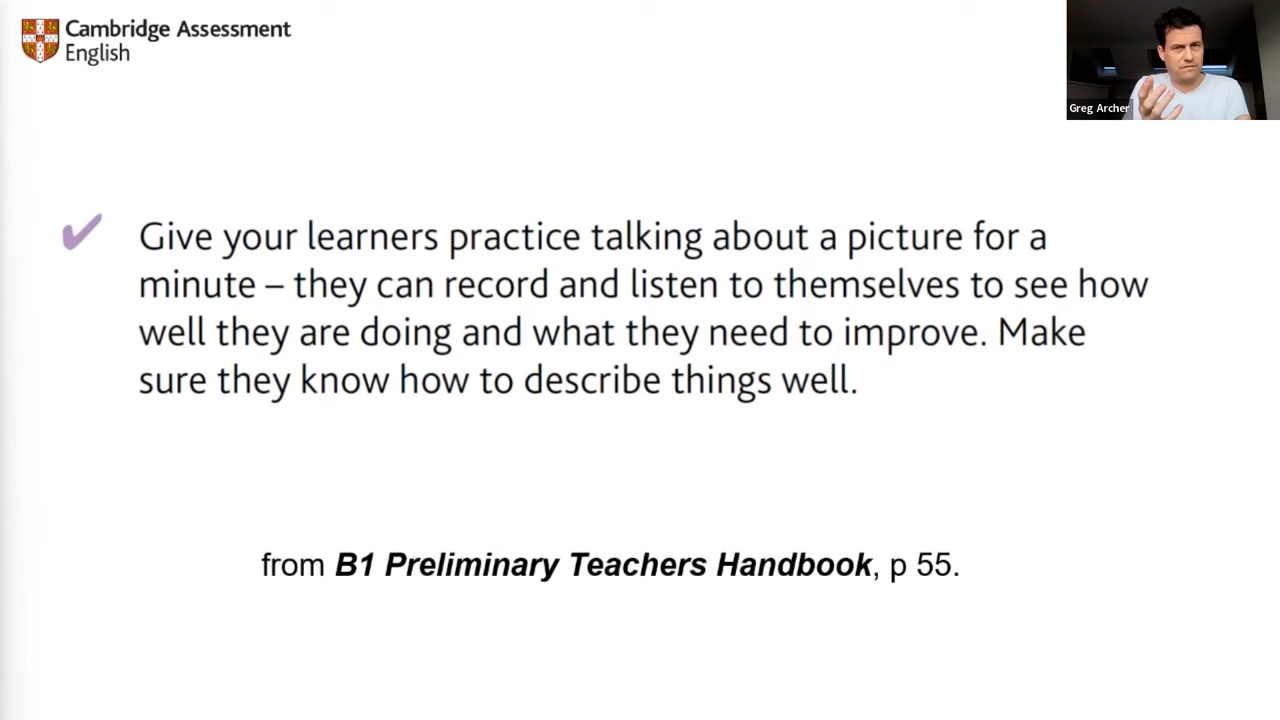 Cambridge Assessment
English
Greg Archer
✔ Give your learners practice talking about a picture for a
minute – they can record and listen to themselves to see how
well they are doing and what they need to improve. Make
sure they know how to describe things well.
from B1 Preliminary Teachers Handbook, p 55.